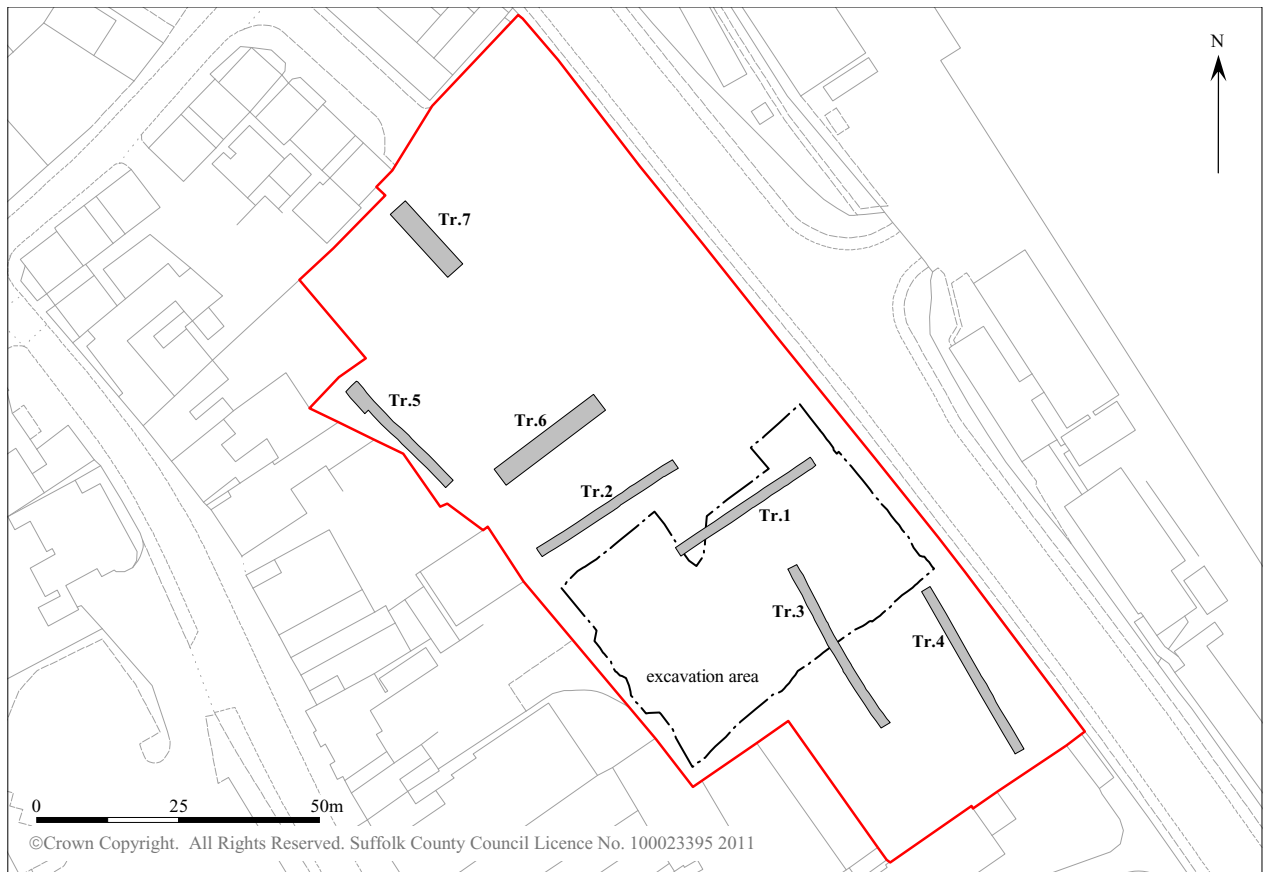 N
Tr.7
Tr.5
Tr.6
Tr.2
Tr.1
Tr.3
Tr.4
excavation area
0 25 50m
©Crown Copyright. All Rights Reserved. Suffolk County Council Licence No. 100023395 2011